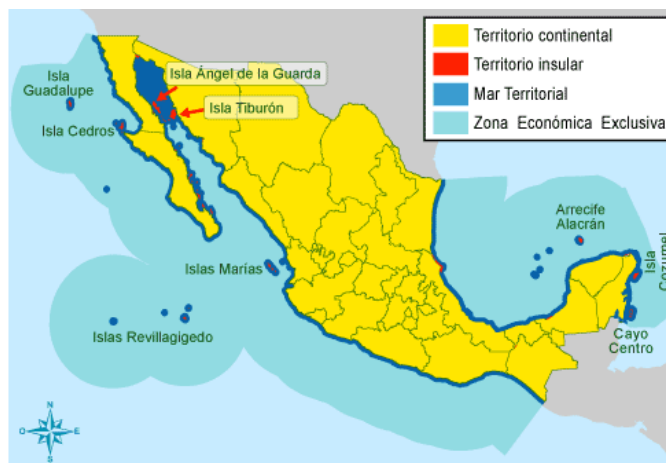 Territorio continental
Territorio insular
Mar Territorial
Zona Económica Exclusiva
Isla Ángel de la Guarda
Isla
Guadalupe
Isla Tiburón
Isla Cedros
Arrecife
Alacrán
Isla Cozumel
Islas Marías
Islas Revillagigedo
Cayo
Centro
N
O
E
S